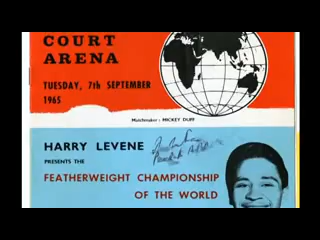 COURT
ARENA
TUESDAY, 7th SEPTEMBER
1965
Matchmaker : MICKEY DUFF
HARRY LEVENE
PRESENTS THE
FEATHERWEIGHT CHAMPIONSHIP
OF THE WORLD